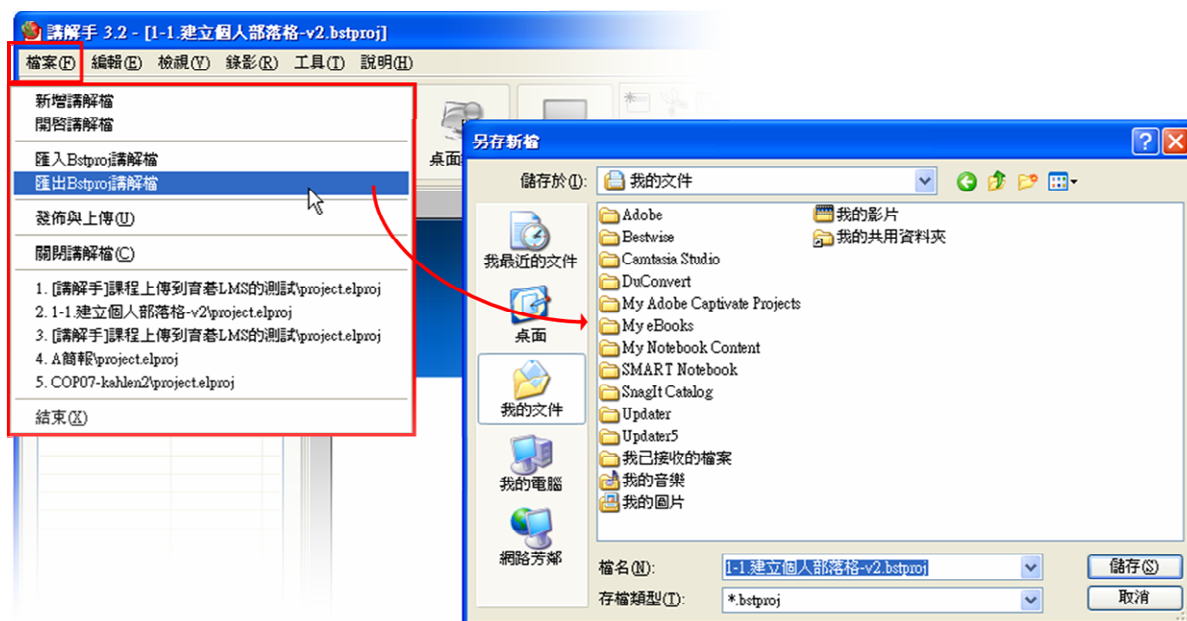 講解手 3.2 - [1-1.建立個人部落格-v2.bstproj]
檔案(F) 編輯(E) 檢視(V) 錄影(R) 工具(T) 說明(H)
新增講解檔
開啓講解檔
匯入Bstproj講解檔
匯出Bstproj講解檔
發佈與上傳(U)
關閉講解檔(C)
1. [講解手]課程上傳到育碁LMS的測試\project.elproj
2. 1-1.建立個人部落格-v2\project.elproj
3. [講解手]課程上傳到育碁LMS的測試\project.elproj
4. A簡報\project.elproj
5. COP07-kahlen2\project.elproj
結束(X)
桌面
另存新檔
儲存於(I): 我的文件
我最近的文件
桌面
我的文件
我的電腦
網路芳鄰
Adobe
Bestwise
Camtasia Studio
DuConvert
My Adobe Captivate Projects
My eBooks
My Notebook Content
SMART Notebook
SnagIt Catalog
Updater
Updater5
我已接收的檔案
我的音樂
我的圖片
我的影片
我的共用資料夾
檔名(N): 1-1.建立個人部落格-v2.bstproj 儲存(S)
存檔類型(T): *.bstproj 取消